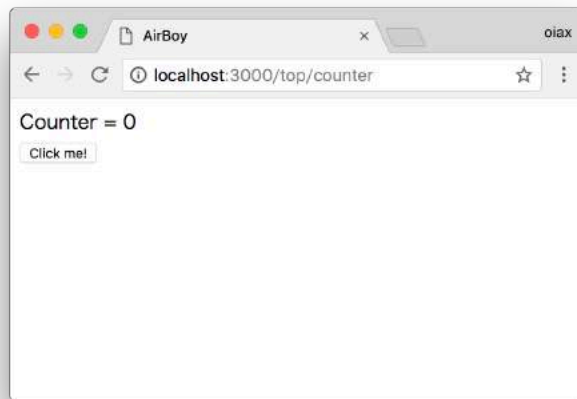 AirBoy
oiax
localhost:3000/top/counter
Counter = 0
Click me!